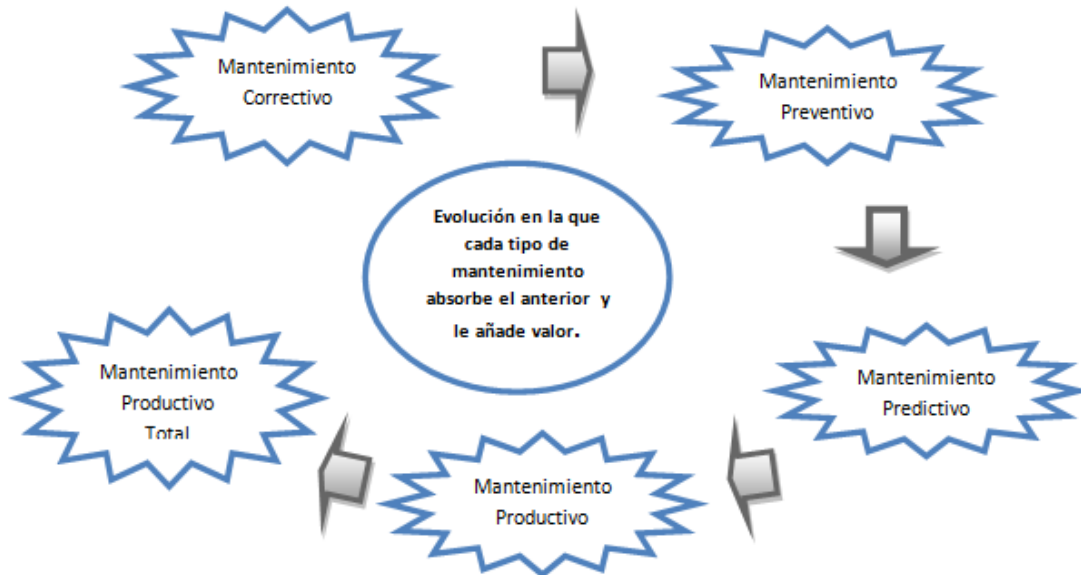 Mantenimiento
Correctivo
Mantenimiento
Preventivo
Evolución en la que
cada tipo de
mantenimiento
absorbe el anterior y
le añade valor.
Mantenimiento
Predictivo
Mantenimiento
Productivo
Mantenimiento
Productivo
Total